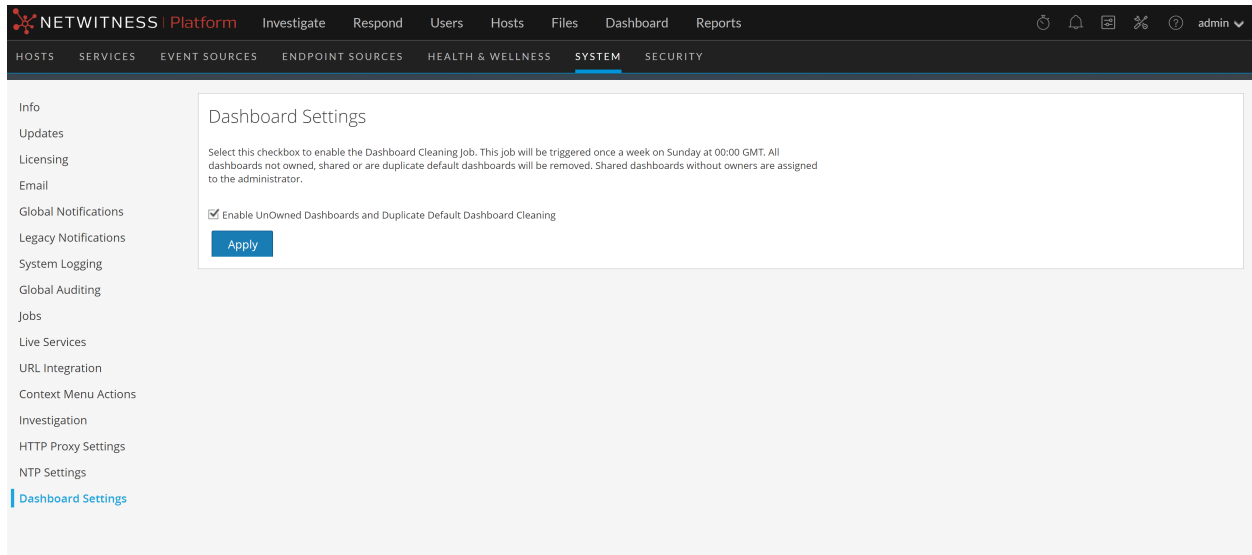 NETWITNESS Platform Investigate Respond Users Hosts Files Dashboard Reports admin
HOSTS SERVICES EVENT SOURCES ENDPOINT SOURCES HEALTH & WELLNESS SYSTEM SECURITY
Info
Updates
Licensing
Email
Global Notifications
Legacy Notifications
System Logging
Global Auditing
Jobs
Live Services
URL Integration
Context Menu Actions
Investigation
HTTP Proxy Settings
NTP Settings
Dashboard Settings
Dashboard Settings
Select this checkbox to enable the Dashboard Cleaning Job. This job will be triggered once a week on Sunday at 00:00 GMT. All
dashboards not owned, shared or are duplicate default dashboards will be removed. Shared dashboards without owners are assigned
to the administrator.
Enable UnOwned Dashboards and Duplicate Default Dashboard Cleaning
Apply